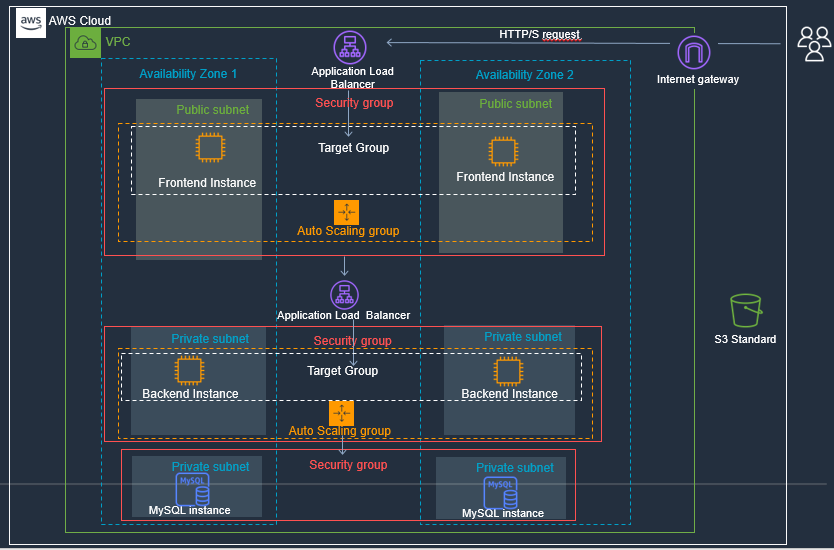 aws
AWS Cloud
HTTP/S request
VPC
Internet gateway
Application Load
Balancer
Availability Zone 1
Availability Zone 2
Security group
Public subnet
Public subnet
Target Group
Frontend Instance
Frontend Instance
Auto Scaling group
Application Load Balancer
S3 Standard
Private subnet
Security group
Private subnet
Target Group
Backend Instance
Backend Instance
Auto Scaling group
Private subnet
Security group
Private subnet
MySQL
MySQL
MySQL instance
MySQL instance